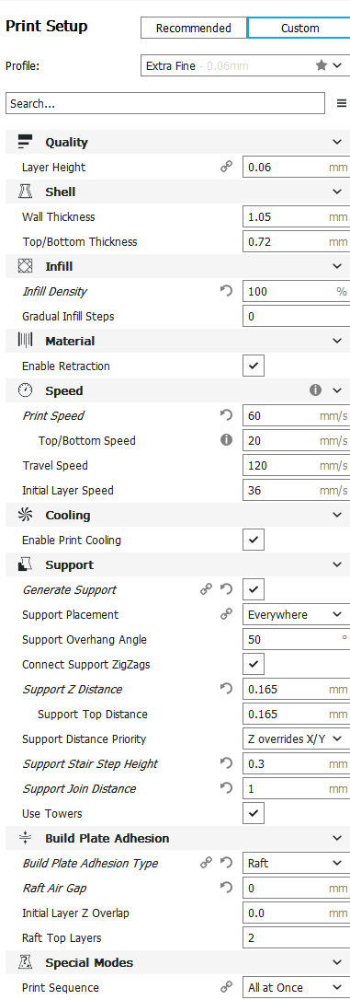 Print Setup Recommended Custom
Profile: Extra Fine - 0.06mm
Search...
Quality
Layer Height 0.06 mm
Shell
Wall Thickness 1.05 mm
Top/Bottom Thickness 0.72 mm
Infill
Infill Density 100 %
Gradual Infill Steps 0
Material
Enable Retraction
Speed
Print Speed 60 mm/s
Top/Bottom Speed 20 mm/s
Travel Speed 120 mm/s
Initial Layer Speed 36 mm/s
Cooling
Enable Print Cooling
Support
Generate Support
Support Placement Everywhere
Support Overhang Angle 50 °
Connect Support ZigZags
Support Z Distance 0.165 mm
Support Top Distance 0.165 mm
Support Distance Priority Z overrides X/Y
Support Stair Step Height 0.3 mm
Support Join Distance 1 mm
Use Towers
Build Plate Adhesion
Build Plate Adhesion Type Raft
Raft Air Gap 0 mm
Initial Layer Z Overlap 0.0 mm
Raft Top Layers 2
Special Modes
Print Sequence All at Once